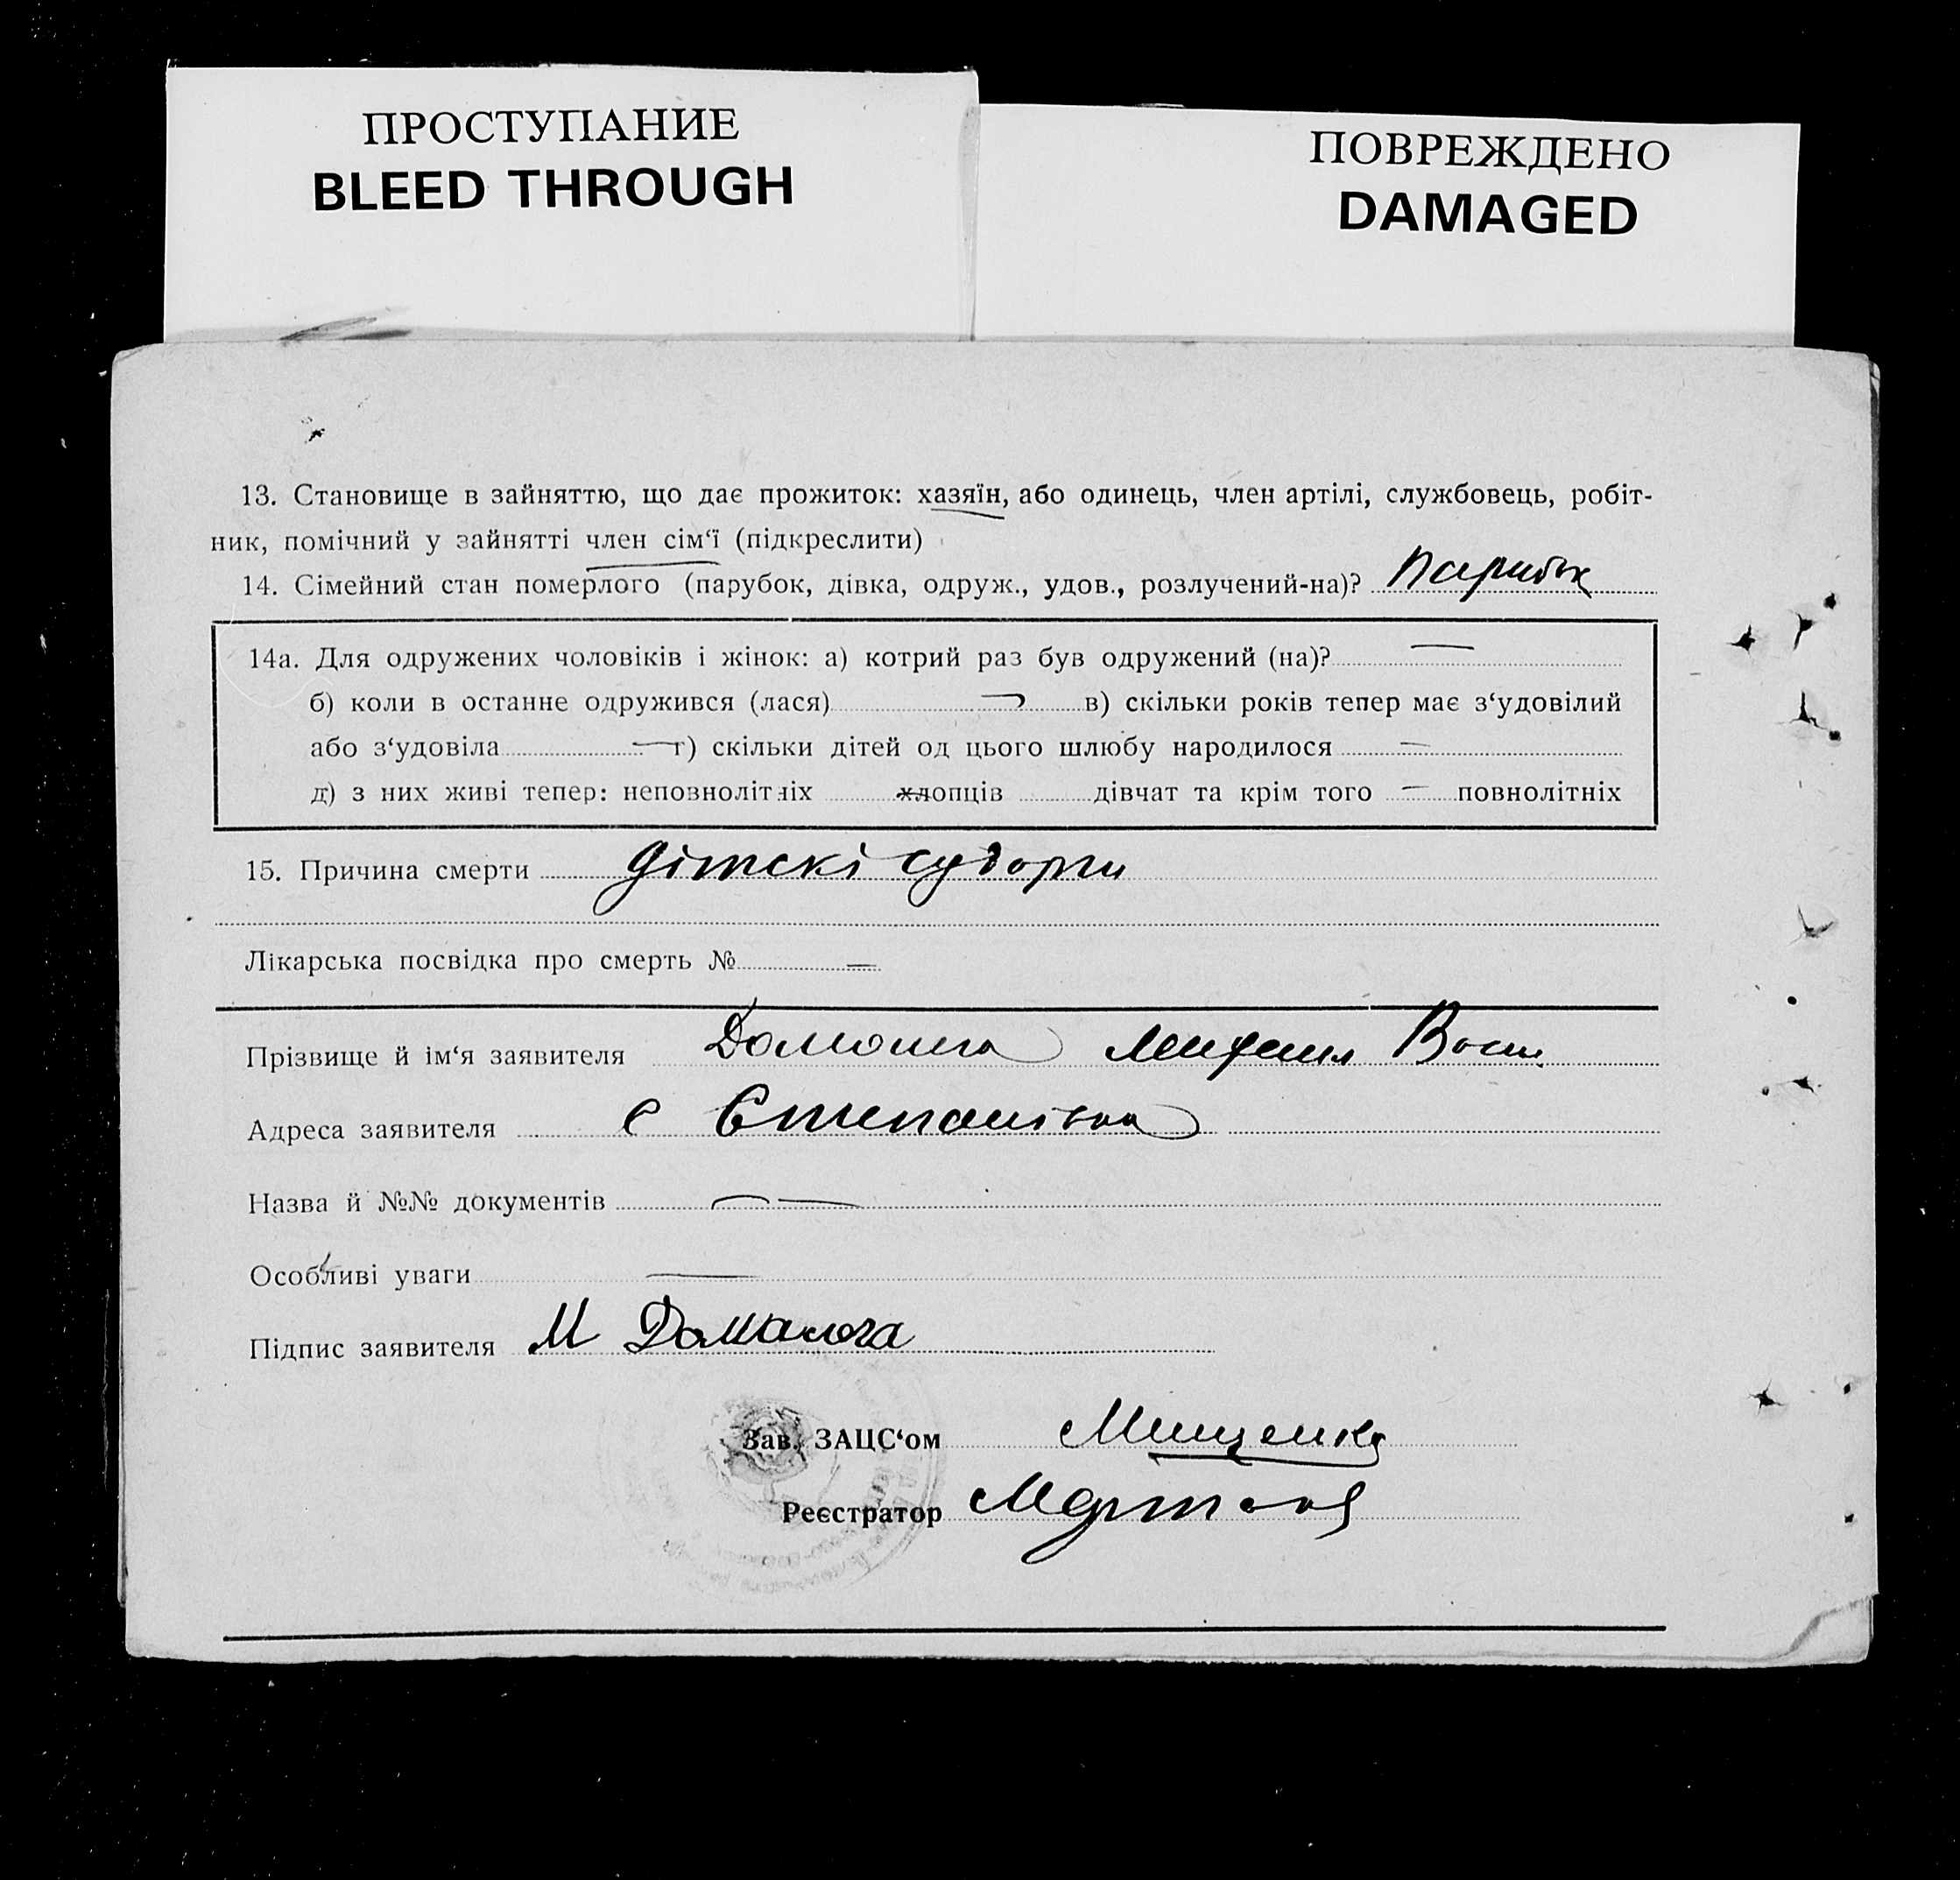 ПРОСТУПАНИЕ
BLEED THROUGH
ПОВРЕЖДЕНО
DAMAGED
13. Становище в зайняттю, що дає прожиток: хазяїн, або одинець, член артілі, службовець, робіт-
ник, помічний у зайнятті член сім‘ї (підкреслити)
14. Сімейний стан померлого (парубок, дівка, одруж., удов., розлучений-на)? Парубок
14а. Для одружених чоловіків і жінок: а) котрий раз був одружений (на)? —
б) коли в останне одружився (лася) — в) скільки років тепер має з‘удовілий
або з‘удовіла — г) скільки дітей од цього шлюбу народилося —
д) з них живі тепер: неповнолітніх — хлопців дівчат та крім того — повнолітніх
15. Причина смерти дітскі судорги
Лікарська посвідка про смерть № —
Прізвище й ім‘я заявителя
Адреса заявителя с Степанівка
Назва й №№ документів —
Особливі уваги —
Підпис заявителя М
Зав. ЗАЦС‘ом Мищенко
Реєстратор